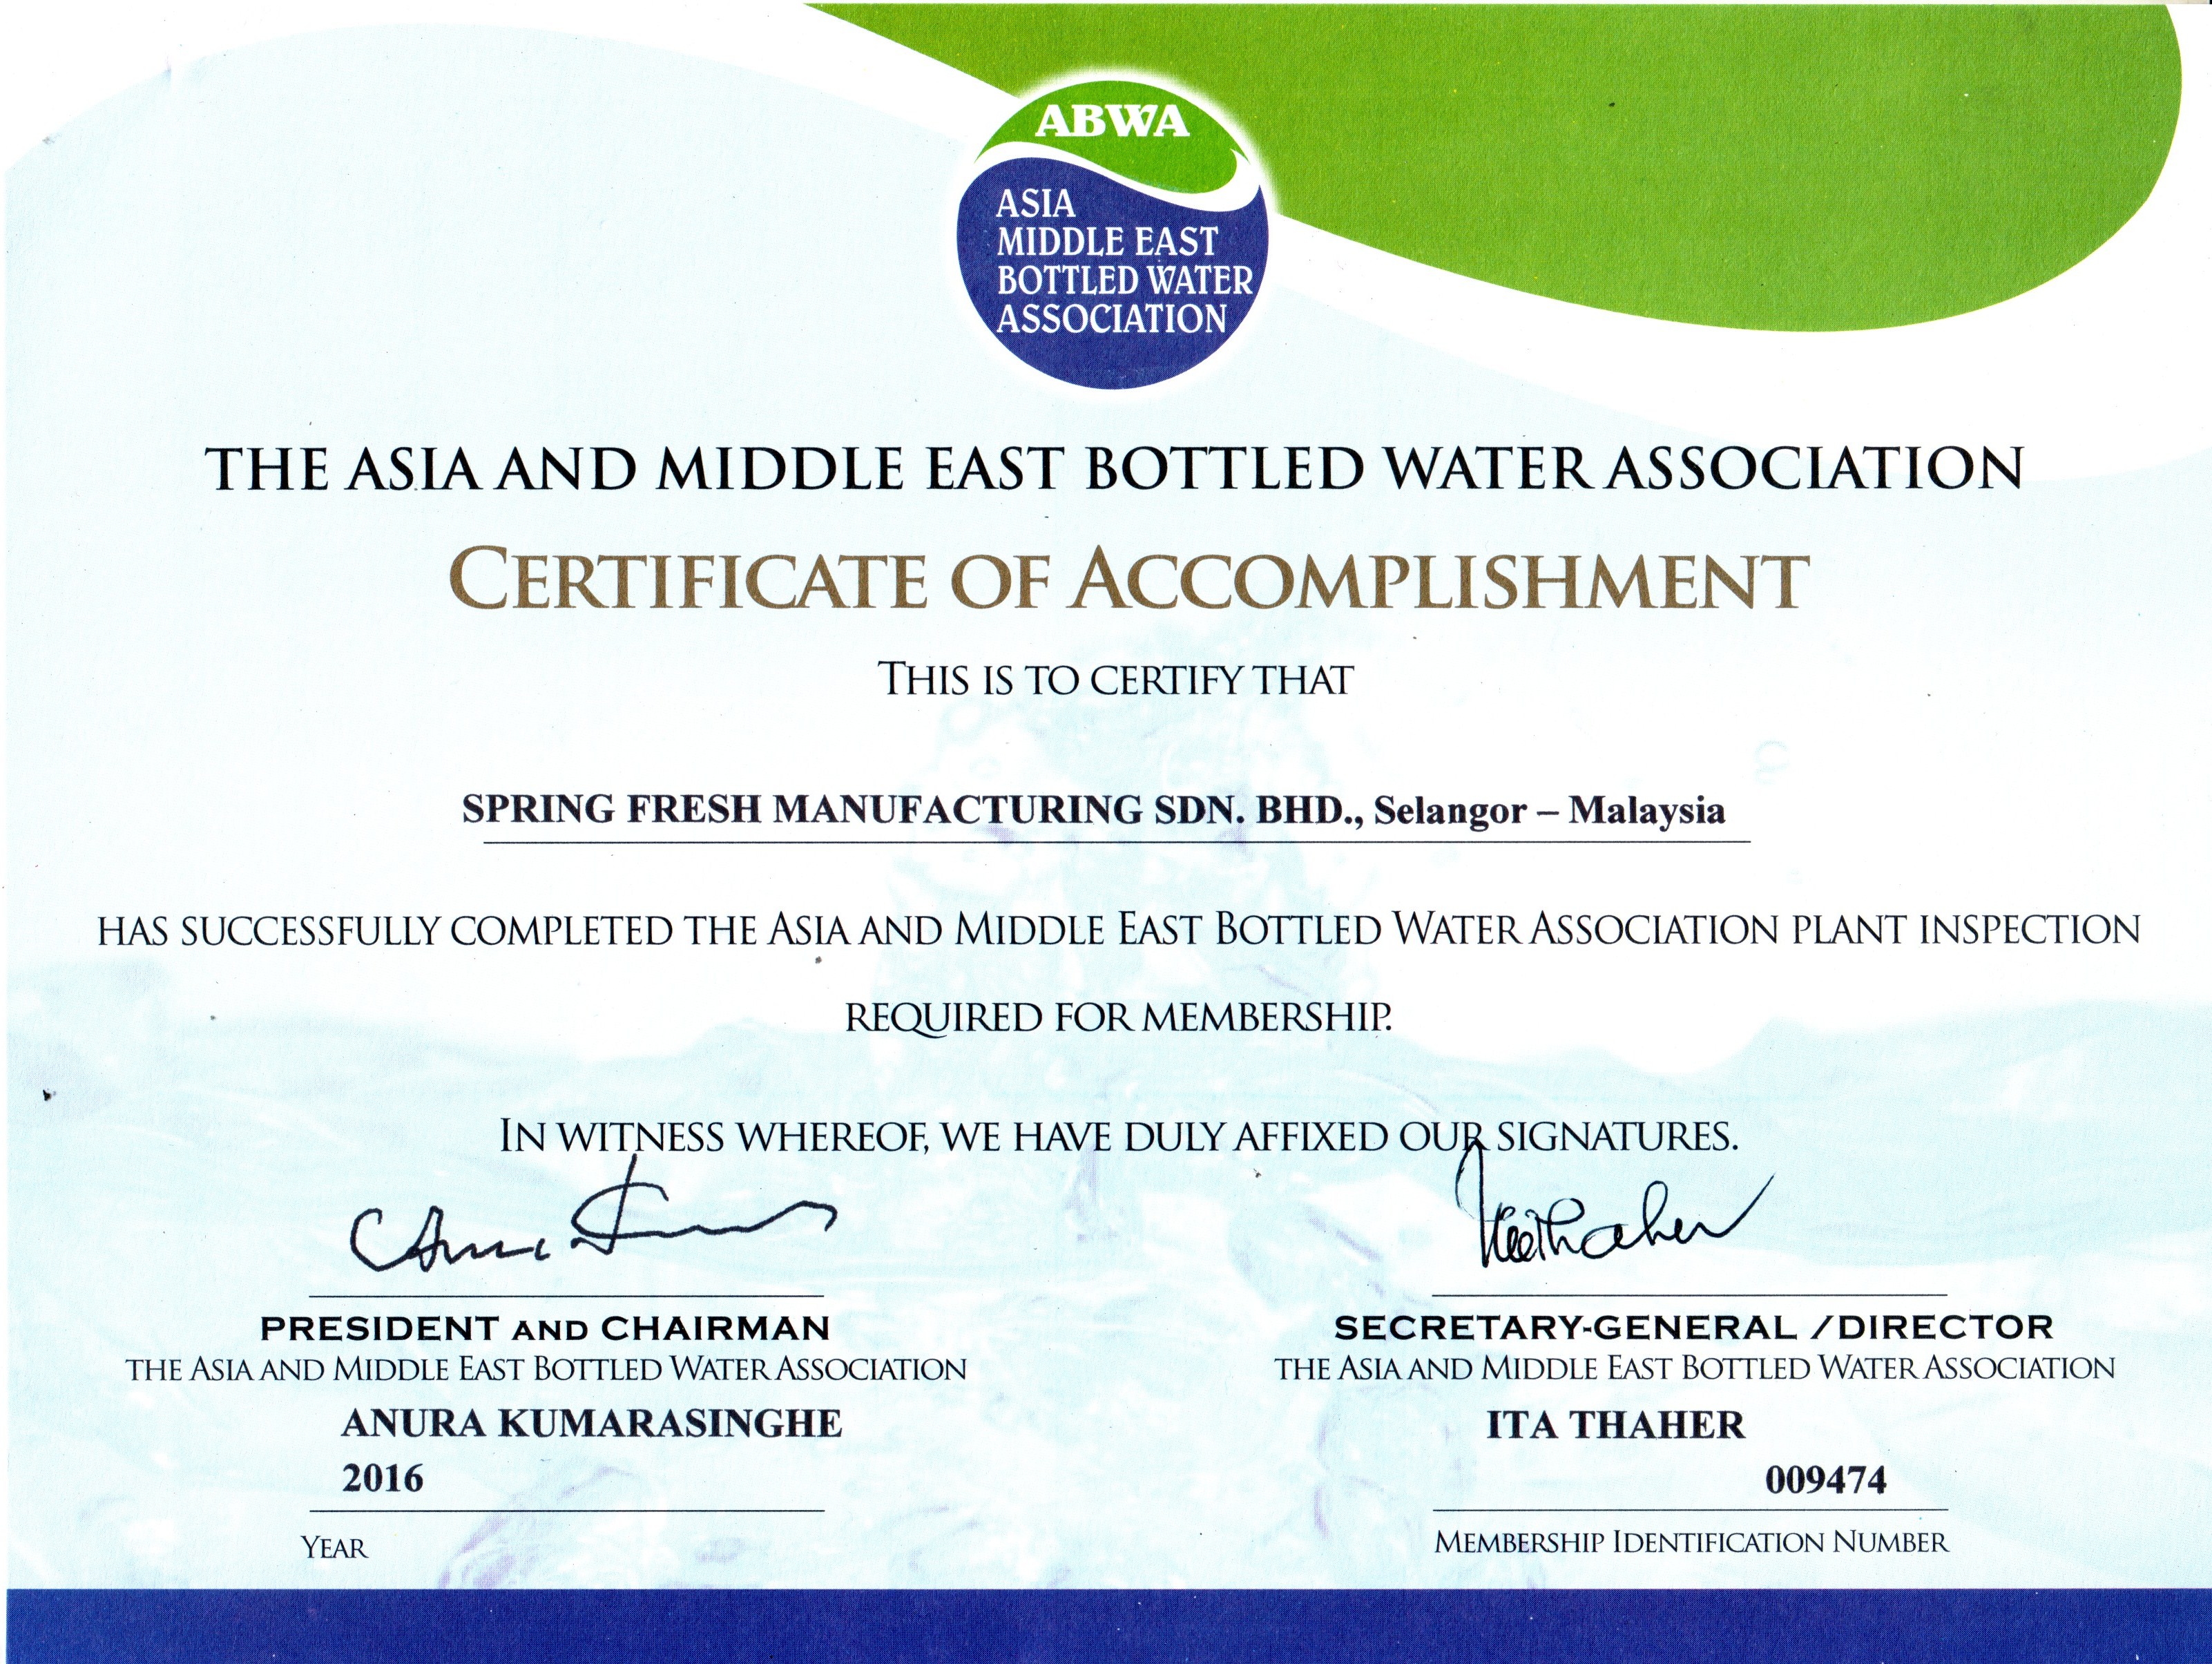 ABWA
ASIA
MIDDLE EAST
BOTTLED WATER
ASSOCIATION
THE ASIA AND MIDDLE EAST BOTTLED WATER ASSOCIATION
CERTIFICATE OF ACCOMPLISHMENT
THIS IS TO CERTIFY THAT
SPRING FRESH MANUFACTURING SDN. BHD., Selangor – Malaysia
HAS SUCCESSFULLY COMPLETED THE ASIA AND MIDDLE EAST BOTTLED WATER ASSOCIATION PLANT INSPECTION
REQUIRED FOR MEMBERSHIP.
IN WITNESS WHEREOF, WE HAVE DULY AFFIXED OUR SIGNATURES.
PRESIDENT AND CHAIRMAN
THE ASIA AND MIDDLE EAST BOTTLED WATER ASSOCIATION
ANURA KUMARASINGHE
2016
YEAR
SECRETARY-GENERAL /DIRECTOR
THE ASIA AND MIDDLE EAST BOTTLED WATER ASSOCIATION
ITA THAHER
009474
MEMBERSHIP IDENTIFICATION NUMBER